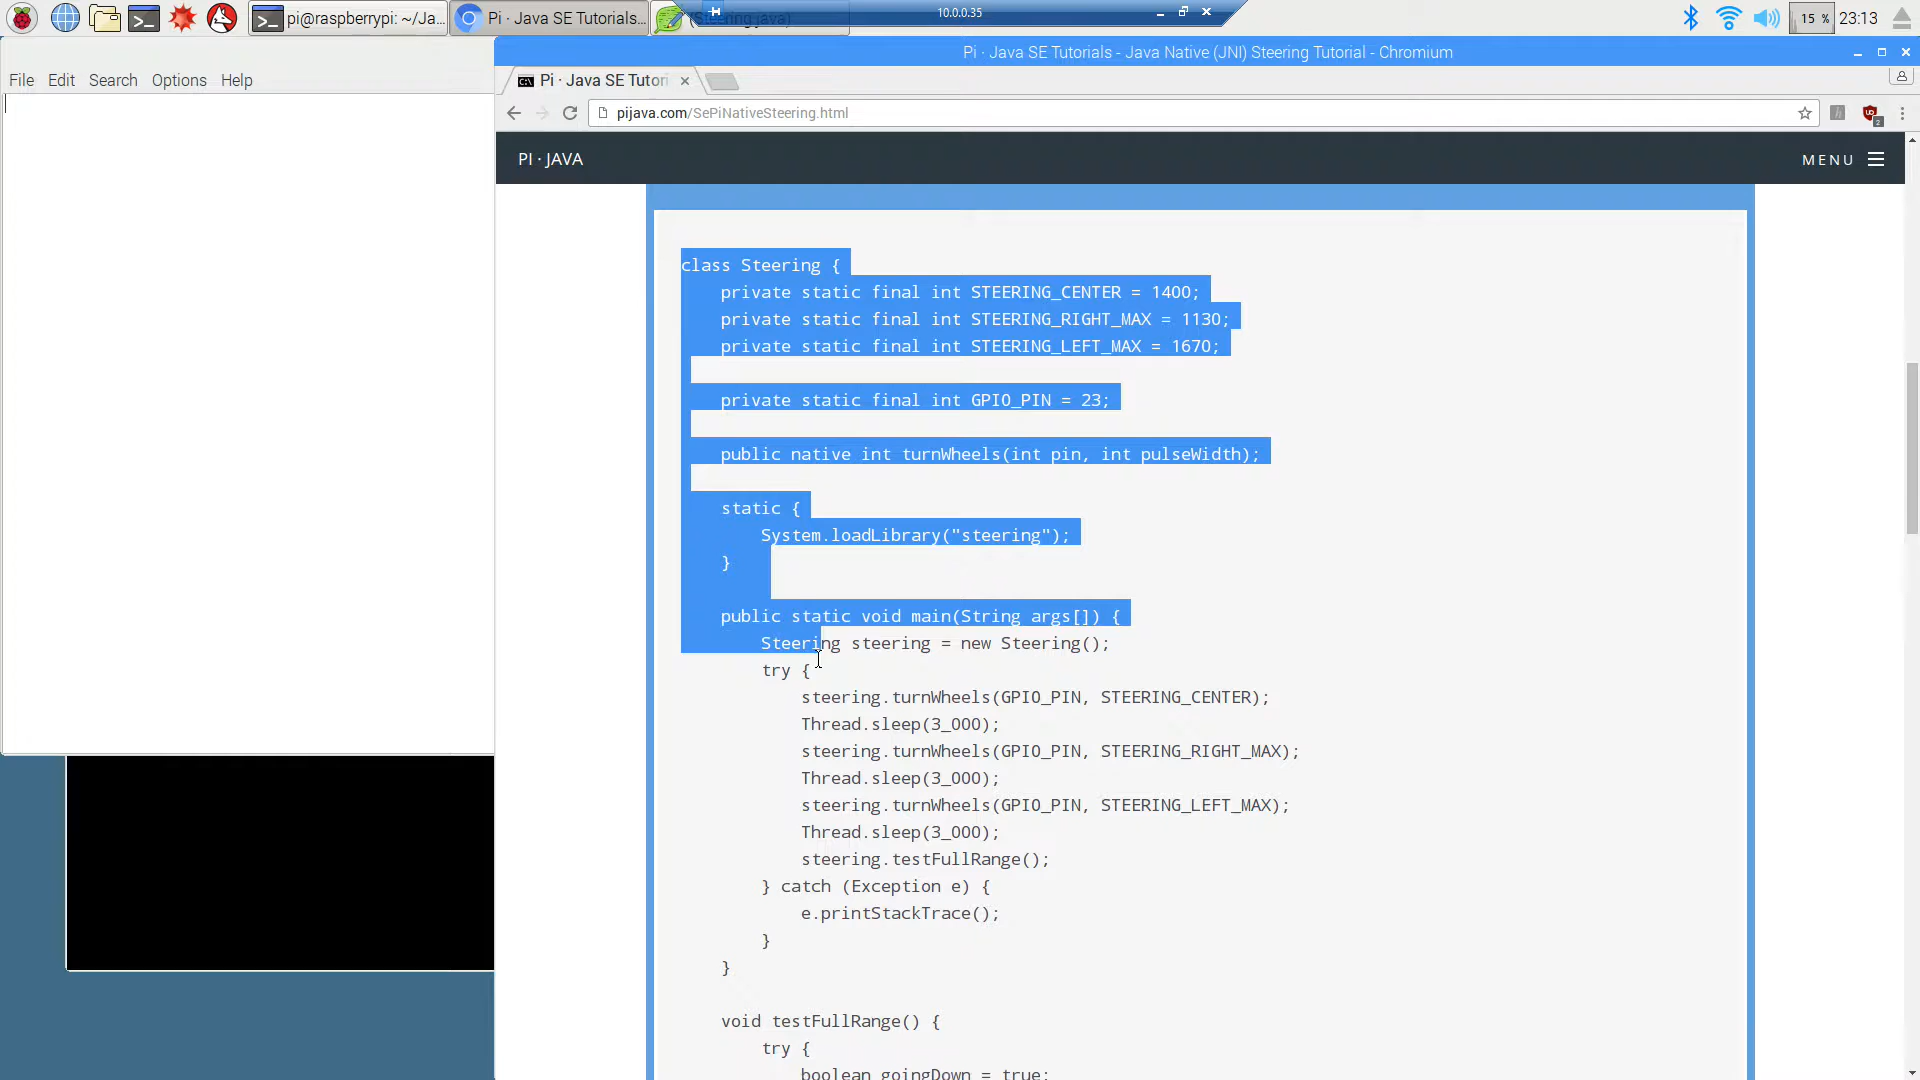 pi@raspberrypi: ~/Ja...
Pi · Java SE Tutorials...
(Steering.java)
10.0.0.35
15 %
23:13
Pi · Java SE Tutorials - Java Native (JNI) Steering Tutorial - Chromium
File Edit Search Options Help
Pi · Java SE Tutori
pijava.com/SePiNativeSteering.html
2
PI · JAVA
MENU
class Steering {
private static final int STEERING_CENTER = 1400;
private static final int STEERING_RIGHT_MAX = 1130;
private static final int STEERING_LEFT_MAX = 1670;
private static final int GPIO_PIN = 23;
public native int turnWheels(int pin, int pulseWidth);
static {
System.loadLibrary("steering");
}
public static void main(String args[]) {
Steering steering = new Steering();
try {
steering.turnWheels(GPIO_PIN, STEERING_CENTER);
Thread.sleep(3_000);
steering.turnWheels(GPIO_PIN, STEERING_RIGHT_MAX);
Thread.sleep(3_000);
steering.turnWheels(GPIO_PIN, STEERING_LEFT_MAX);
Thread.sleep(3_000);
steering.testFullRange();
} catch (Exception e) {
e.printStackTrace();
}
}
void testFullRange() {
try {
boolean goingDown = true;